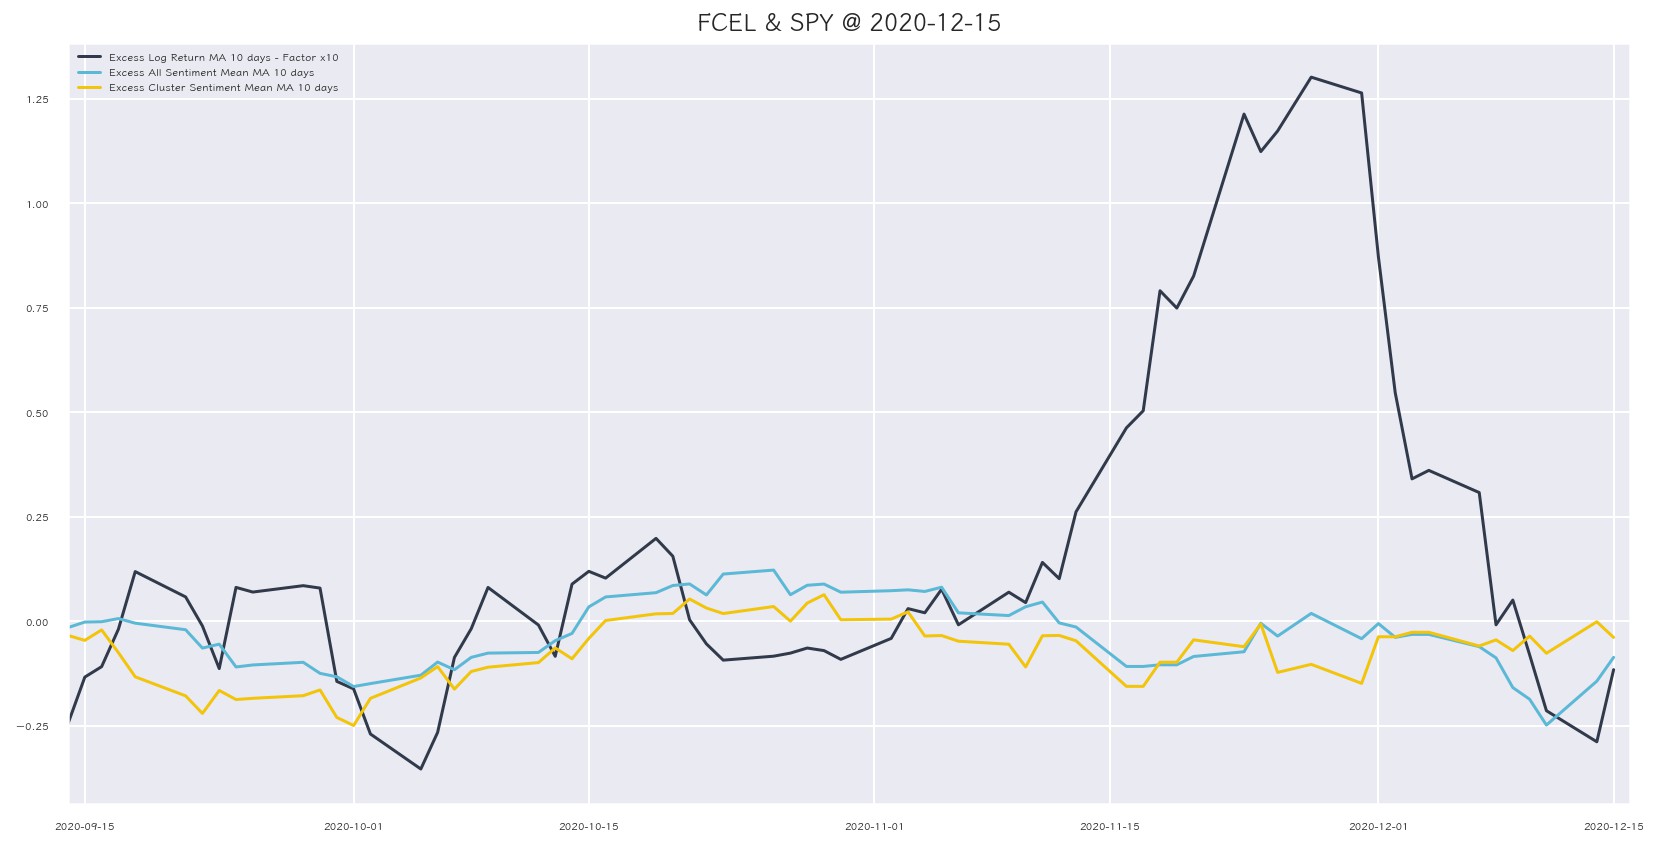 FCEL & SPY @ 2020-12-15
Excess Log Return MA 10 days - Factor x10
Excess All Sentiment Mean MA 10 days
Excess Cluster Sentiment Mean MA 10 days
1.25
1.00
0.75
0.50
0.25
0.00
−0.25
2020-09-15 2020-10-01 2020-10-15 2020-11-01 2020-11-15 2020-12-01 2020-12-15